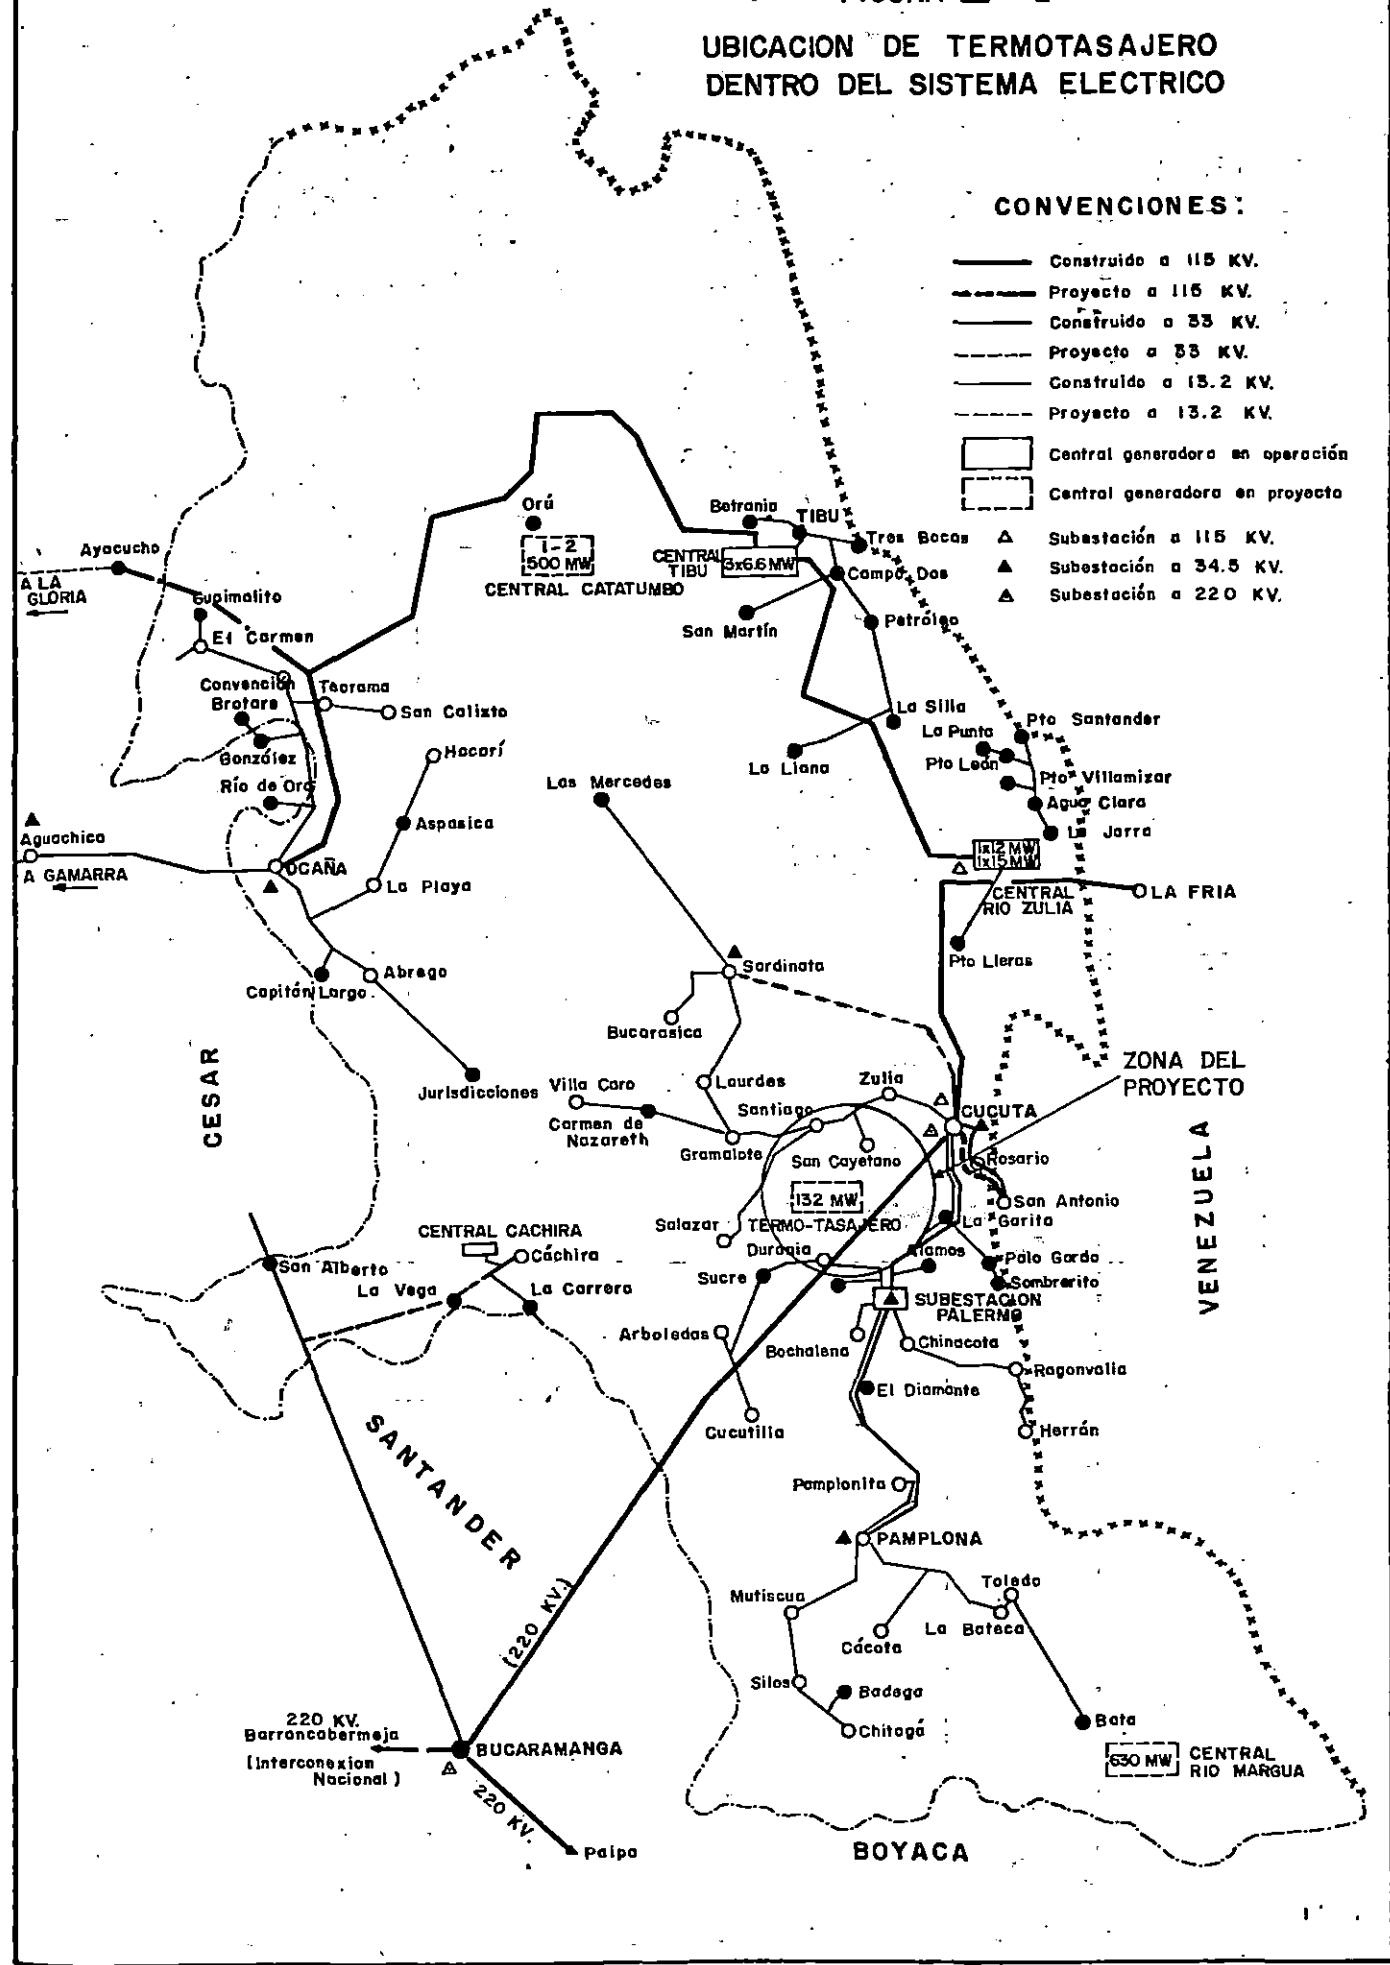 UBICACION DE TERMOTASAJERO
DENTRO DEL SISTEMA ELECTRICO
CONVENCIONES:
Construido a 115 KV.
Proyecto a 115 KV.
Construido a 33 KV.
Proyecto a 33 KV.
Construido a 13.2 KV.
Proyecto a 13.2 KV.
Central generadora en operación
Central generadora en proyecto
Subestación a 115 KV.
Subestación a 34.5 KV.
Subestación a 220 KV.
Orú
1-2
500 MW
CENTRAL CATATUMBO
Betrania
TIBU
Tres Bocas
CENTRAL
TIBU
3x6.6 MW
Campo Dos
San Martín
Petróleo
Ayacucho
A LA
GLORIA
Gupimalito
El Carmen
Convención
Teorama
Brotare
San Calixto
González
Hacarí
Río de Oro
Aspasica
Aguachica
A GAMARRA
OCAÑA
La Playa
Abrego
Capitán Largo
Jurisdicciones
La Silla
La Llana
La Punta
Pto Santander
Pto León
Pto Villamizar
Agua Clara
La Jarra
Las Mercedes
1x12 MW
1x15 MW
CENTRAL
RIO ZULIA
LA FRIA
Pto Lleras
Sardinata
Bucarasica
CESAR
Lourdes
Zulia
ZONA DEL
PROYECTO
Villa Caro
Santiago
CUCUTA
Carmen de
Nazareth
Gramalote
San Cayetano
Rosario
San Antonio
132 MW
TERMO-TASAJERO
Salazar
La Garita
VENEZUELA
CENTRAL CACHIRA
Cáchira
San Alberto
La Vega
La Carrera
Durania
Alamos
Palo Gordo
Sucre
Sombrerito
SUBESTACION
PALERMO
Arboledas
Bochalena
Chinacota
Ragonvalia
El Diamante
Cucutilla
Herrán
SANTANDER
Pamplonita
PAMPLONA
Mutiscua
Toledo
La Bateca
Cácota
(220 KV.)
Silos
Badega
Chitagá
Bata
220 KV.
Barrancabermeja
(Interconexion
Nacional)
BUCARAMANGA
630 MW
CENTRAL
RIO MARGUA
220 KV.
Paipa
BOYACA